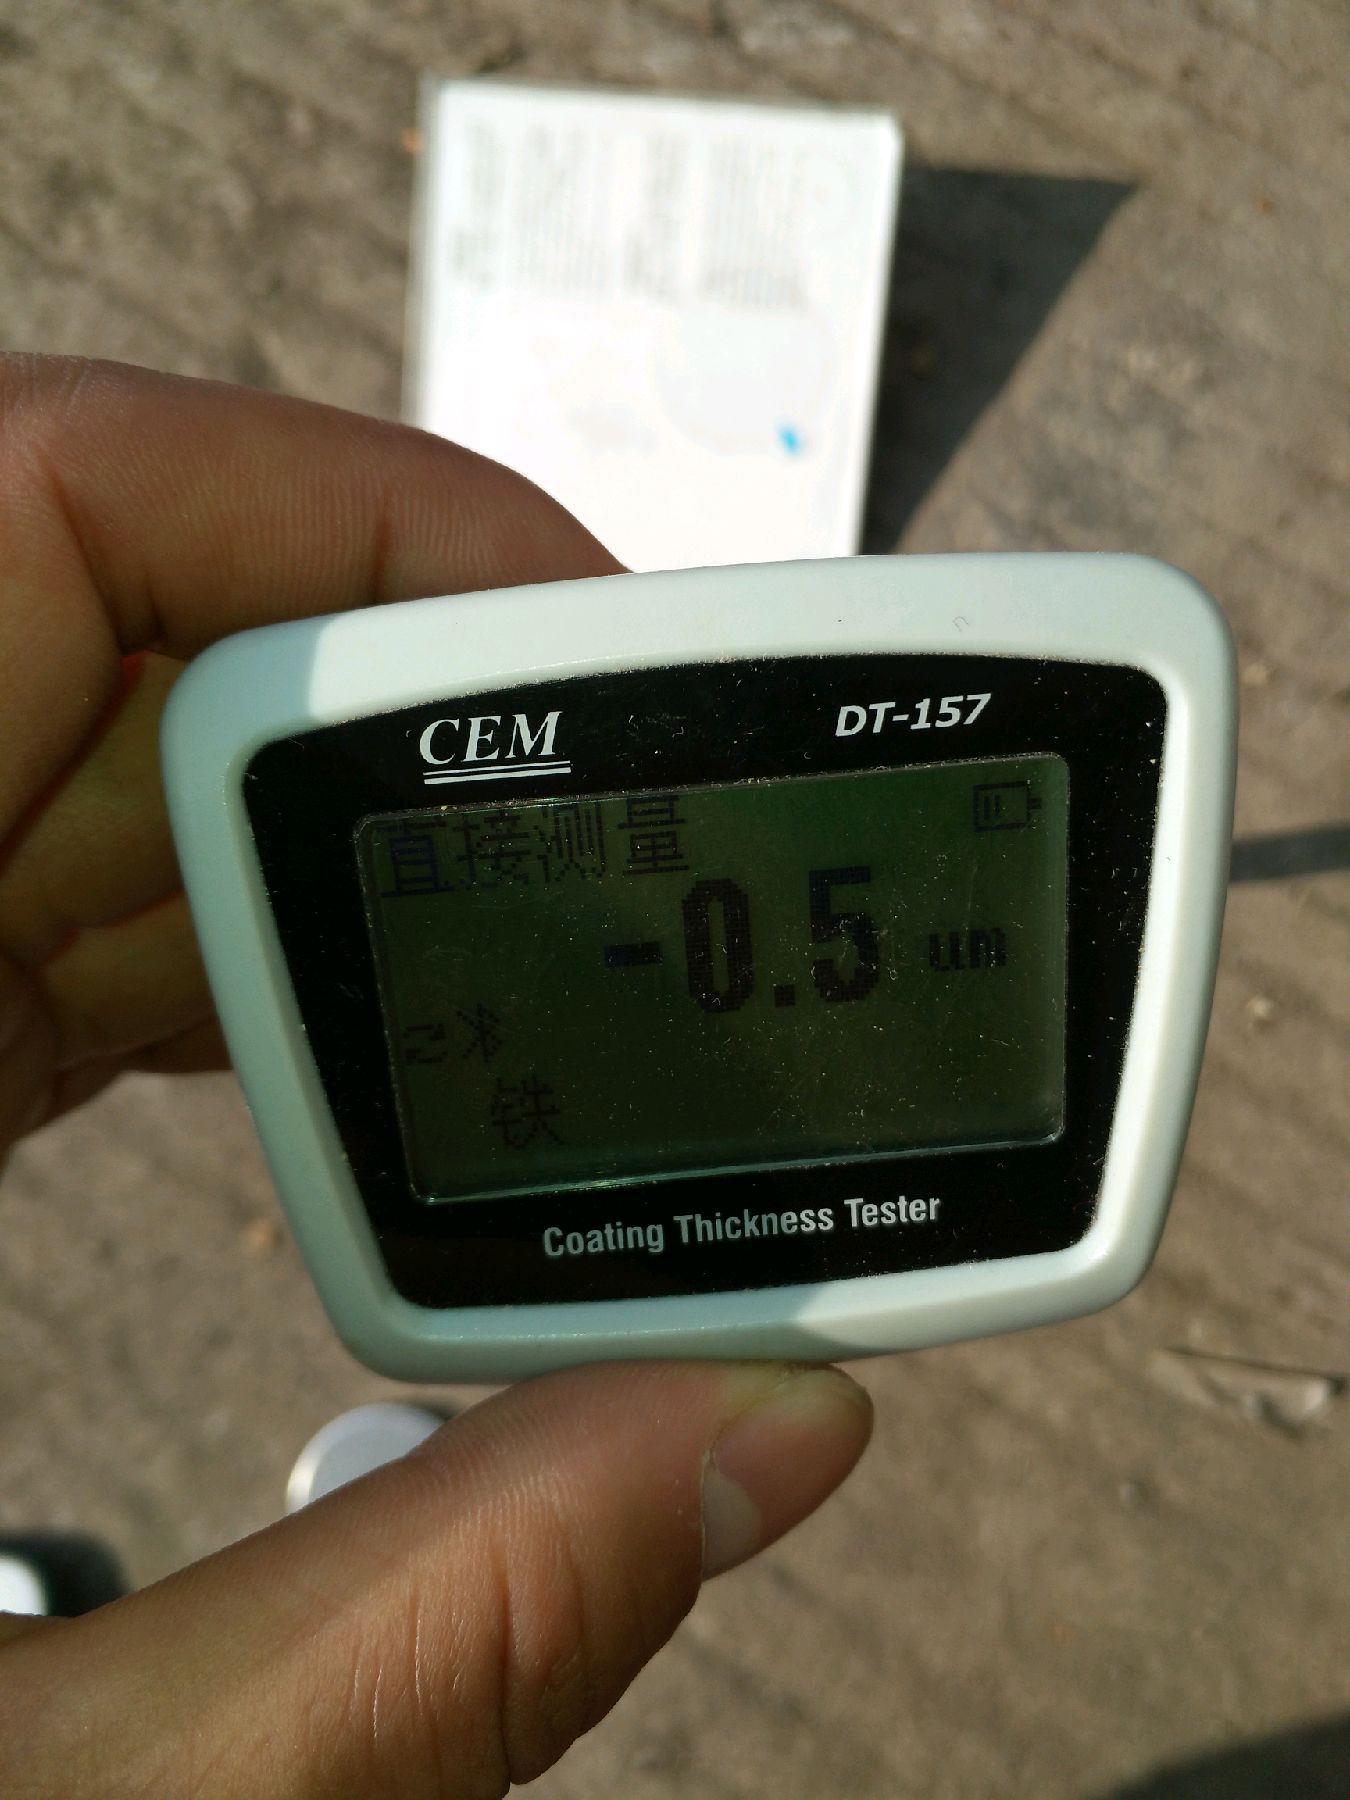 CEM
DT-157
直接测量
-0.5 um
铁
Coating Thickness Tester